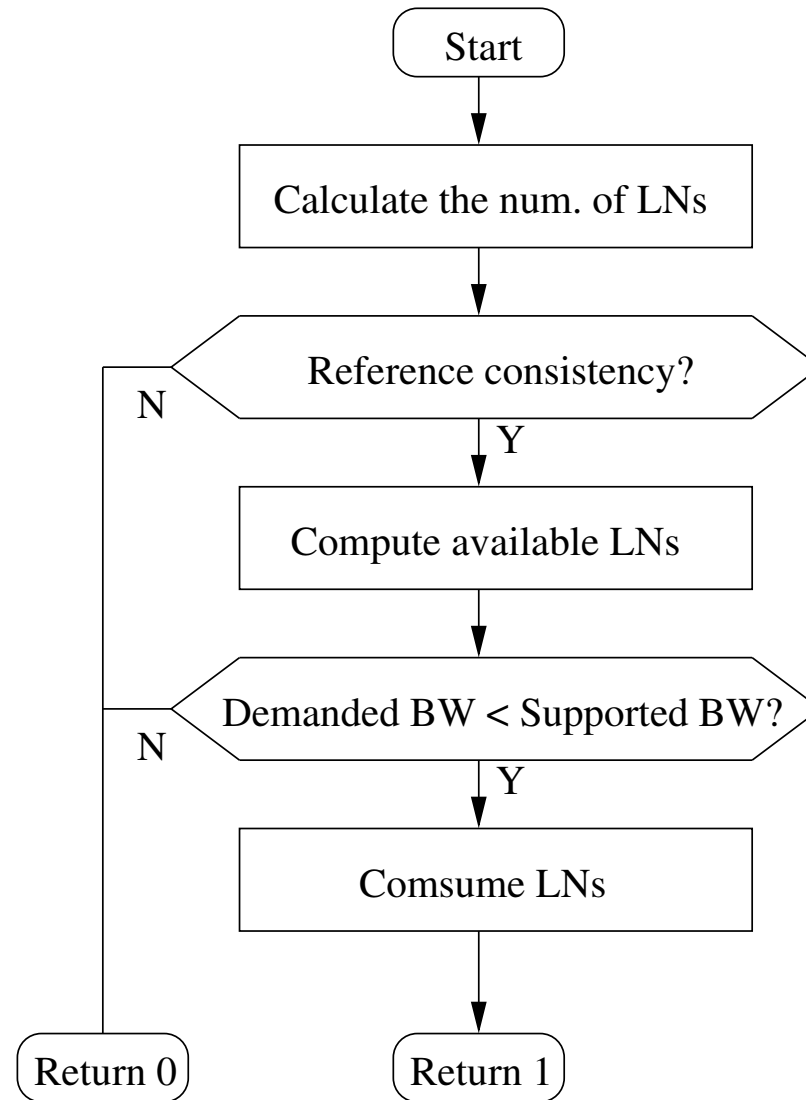 Start
Calculate the num. of LNs
Reference consistency?
N
Y
Compute available LNs
Demanded BW < Supported BW?
N
Y
Comsume LNs
Return 0
Return 1